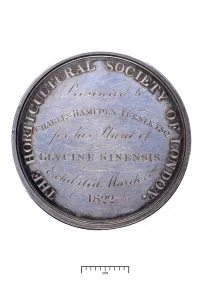 THE HORTICULTURAL SOCIETY OF LONDON.
Presented to
CHARLES HAMPDEN TURNER, ESQ.
for his Plant of
GLYCINE SINENSIS
Exhibited March
1822